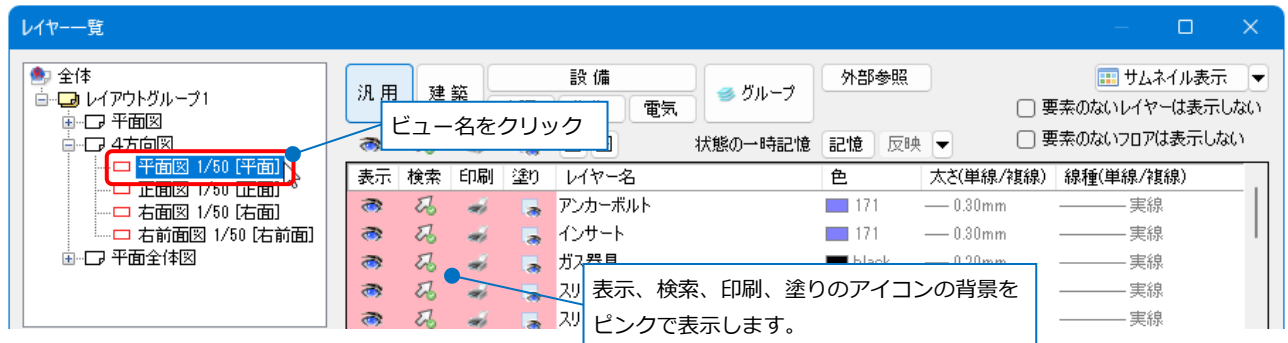 レイヤー一覧
全体
レイアウトグループ1
平面図
4方向図
平面図 1/50 [平面]
正面図 1/50 [正面]
右面図 1/50 [右面]
右前面図 1/50 [右前面]
平面全体図
汎用
建築
設備
電気
グループ
外部参照
サムネイル表示
要素のないレイヤーは表示しない
要素のないフロアは表示しない
ビュー名をクリック
状態の一時記憶 記憶 反映
表示 検索 印刷 塗り レイヤー名 色 太さ(単線/複線) 線種(単線/複線)
アンカーボルト 171 0.30mm 実線
インサート 171 0.30mm 実線
ガス器具 black 0.20mm 実線
スリ 実線
スリ 実線
表示、検索、印刷、塗りのアイコンの背景を
ピンクで表示します。